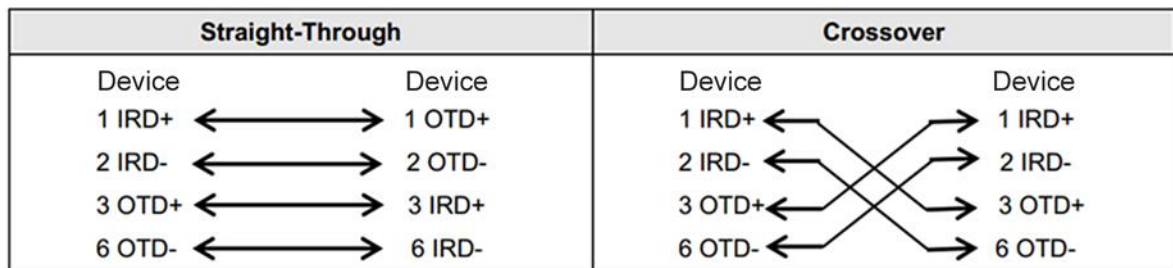 Straight-Through Crossover
Device Device Device Device
1 IRD+ 1 OTD+ 1 IRD+ 1 IRD+
2 IRD- 2 OTD- 2 IRD- 2 IRD-
3 OTD+ 3 IRD+ 3 OTD+ 3 OTD+
6 OTD- 6 IRD- 6 OTD- 6 OTD-